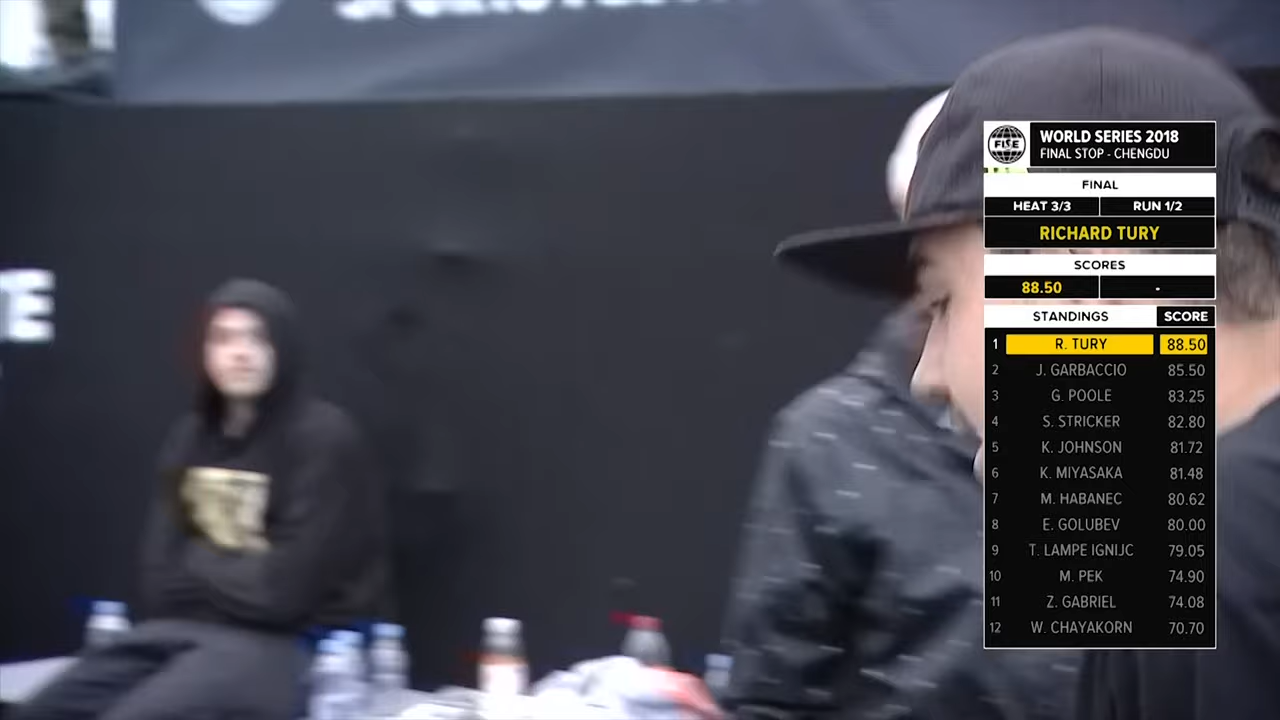 FISE
WORLD SERIES 2018
FINAL STOP - CHENGDU
FINAL
HEAT 3/3 RUN 1/2
RICHARD TURY
SCORES
88.50 -
STANDINGS SCORE
1 R. TURY 88.50
2 J. GARBACCIO 85.50
3 G. POOLE 83.25
4 S. STRICKER 82.80
5 K. JOHNSON 81.72
6 K. MIYASAKA 81.48
7 M. HABANEC 80.62
8 E. GOLUBEV 80.00
9 T. LAMPE IGNIJC 79.05
10 M. PEK 74.90
11 Z. GABRIEL 74.08
12 W. CHAYAKORN 70.70